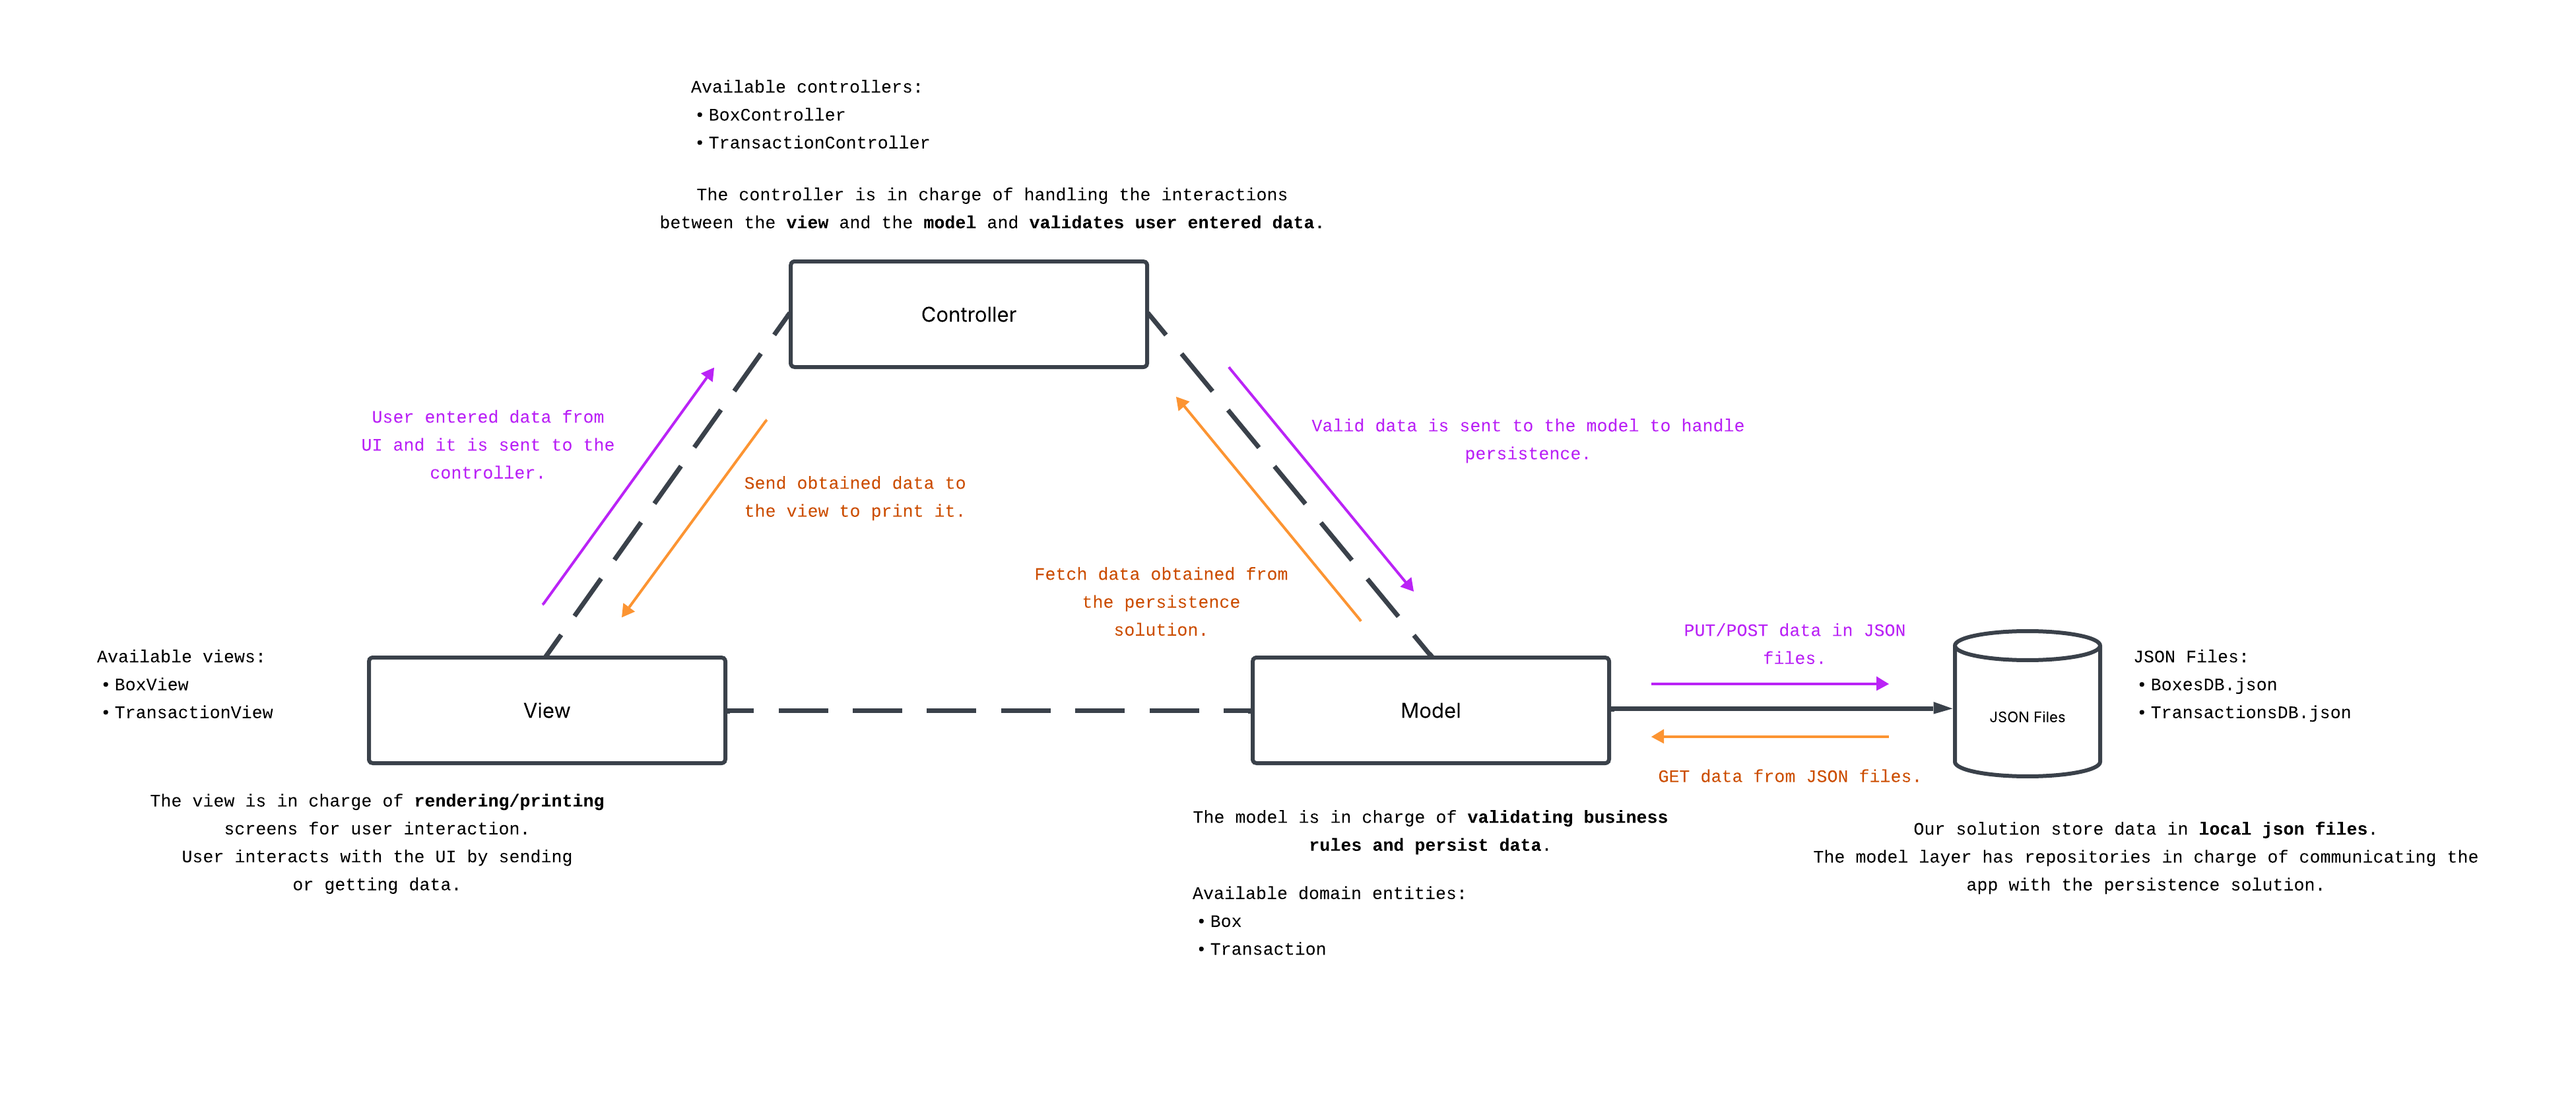 Available controllers:
• BoxController
• TransactionController
The controller is in charge of handling the interactions
between the view and the model and validates user entered data.
Controller
User entered data from
UI and it is sent to the
controller.
Send obtained data to
the view to print it.
Valid data is sent to the model to handle
persistence.
Fetch data obtained from
the persistence
solution.
Available views:
• BoxView
• TransactionView
View
The view is in charge of rendering/printing
screens for user interaction.
User interacts with the UI by sending
or getting data.
Model
The model is in charge of validating business
rules and persist data.
Available domain entities:
• Box
• Transaction
PUT/POST data in JSON
files.
GET data from JSON files.
JSON Files
JSON Files:
• BoxesDB.json
• TransactionsDB.json
Our solution store data in local json files.
The model layer has repositories in charge of communicating the
app with the persistence solution.